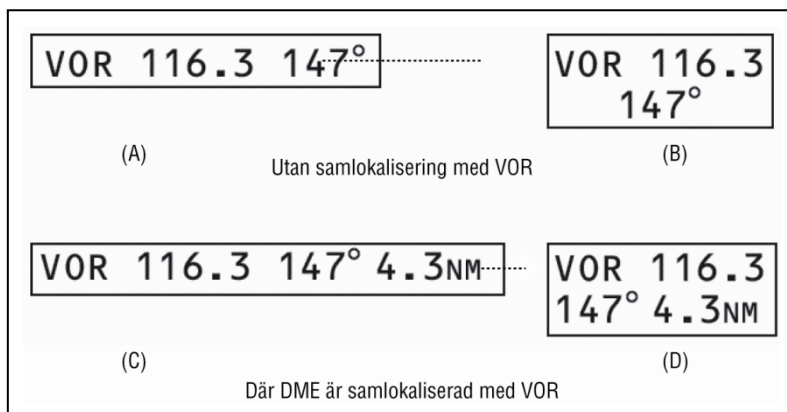 VOR 116.3 147°
VOR 116.3
147°
(A)
(B)
Utan samlokalisering med VOR
VOR 116.3 147° 4.3NM
VOR 116.3
147° 4.3NM
(C)
(D)
Där DME är samlokaliserad med VOR